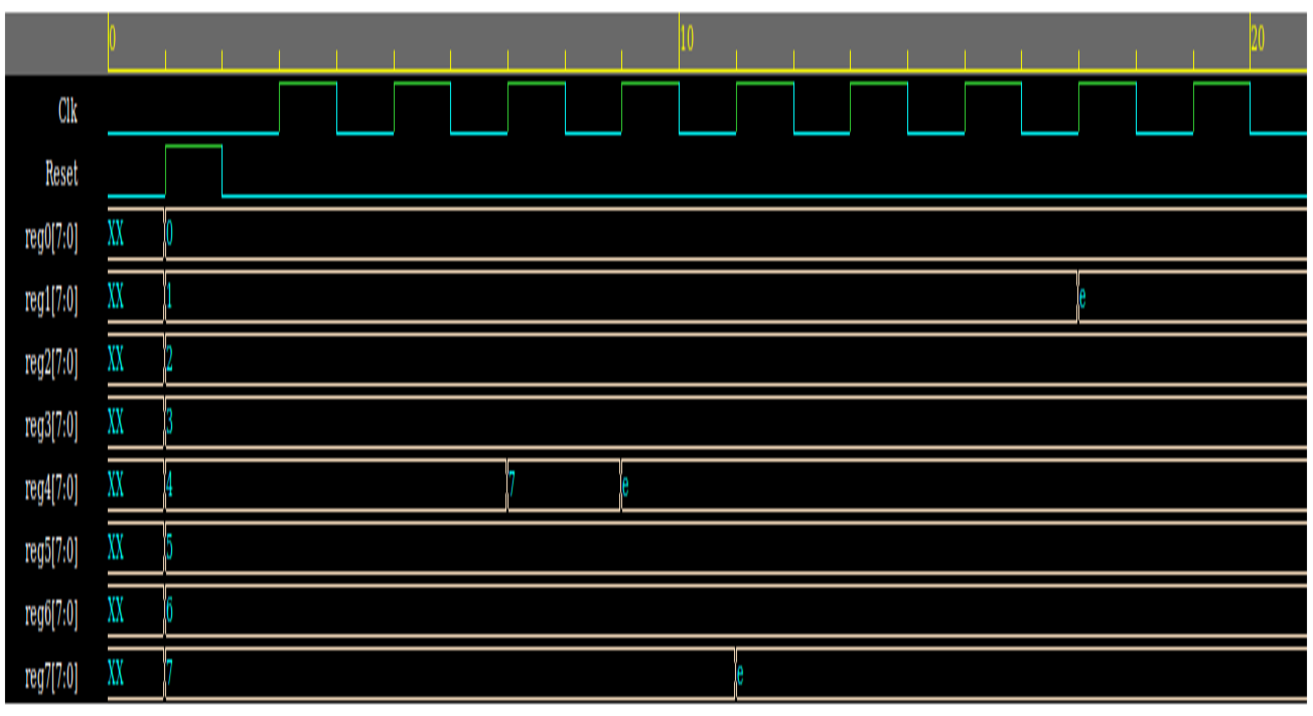 0 10 20
Clk
Reset
reg0[7:0] XX 0
reg1[7:0] XX 1 e
reg2[7:0] XX 2
reg3[7:0] XX 3
reg4[7:0] XX 4 7 e
reg5[7:0] XX 5
reg6[7:0] XX 6
reg7[7:0] XX 7 e